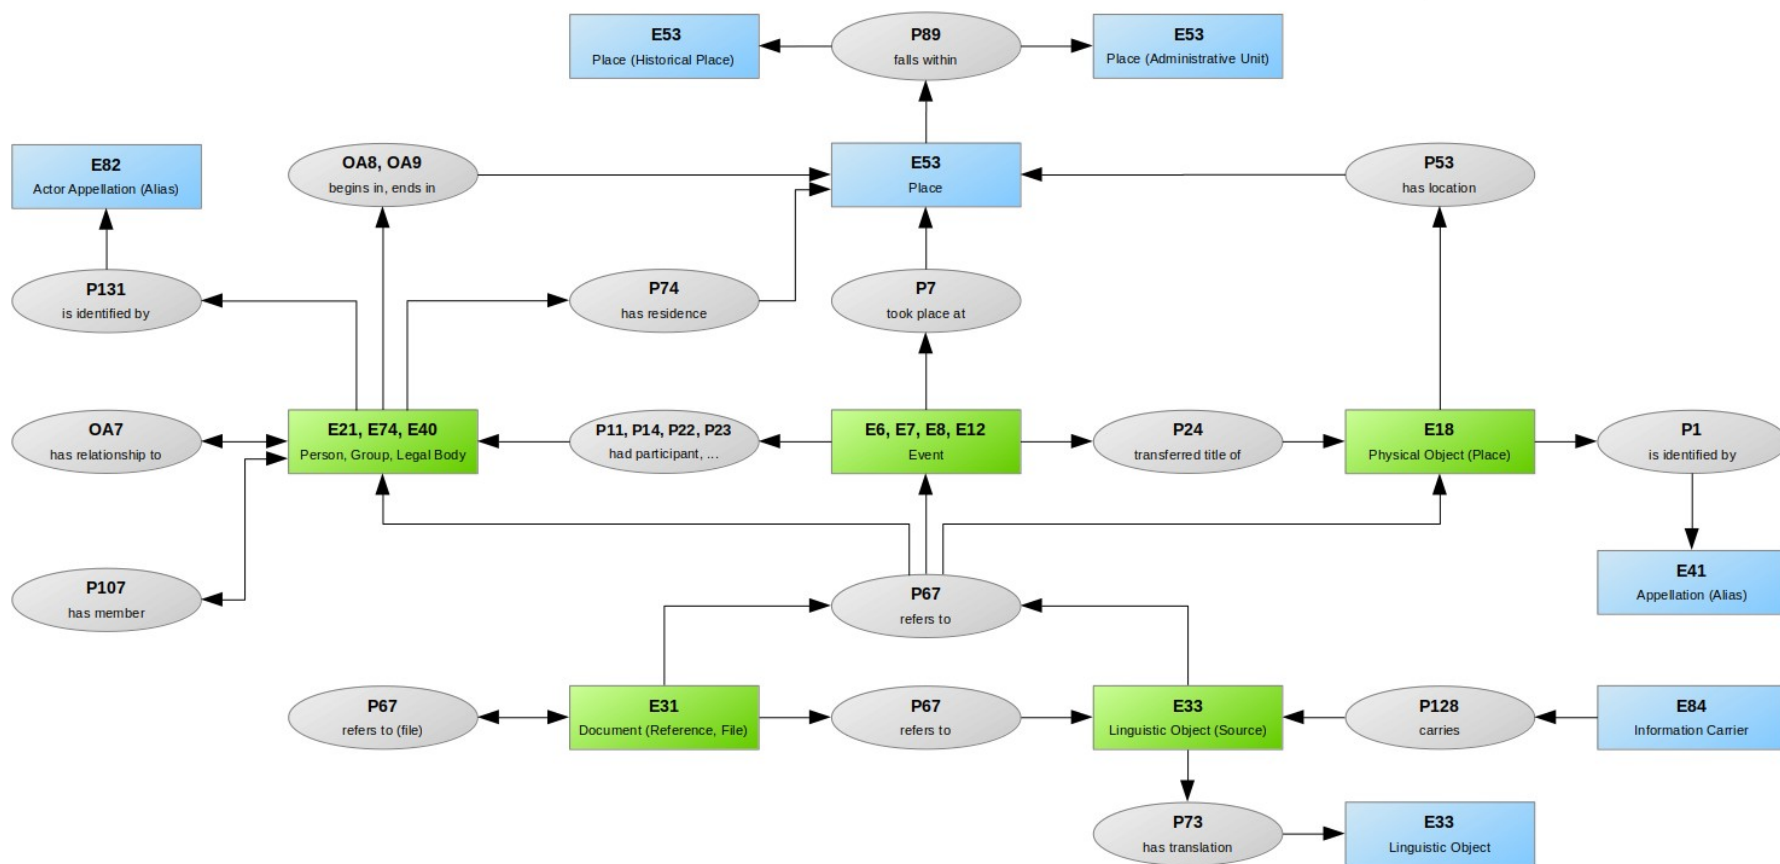 E53
Place (Historical Place)
P89
falls within
E53
Place (Administrative Unit)
E82
Actor Appellation (Alias)
OA8, OA9
begins in, ends in
E53
Place
P53
has location
P131
is identified by
P74
has residence
P7
took place at
OA7
has relationship to
E21, E74, E40
Person, Group, Legal Body
P11, P14, P22, P23
had participant, ...
E6, E7, E8, E12
Event
P24
transferred title of
E18
Physical Object (Place)
P1
is identified by
P107
has member
P67
refers to
E41
Appellation (Alias)
P67
refers to (file)
E31
Document (Reference, File)
P67
refers to
E33
Linguistic Object (Source)
P128
carries
E84
Information Carrier
P73
has translation
E33
Linguistic Object